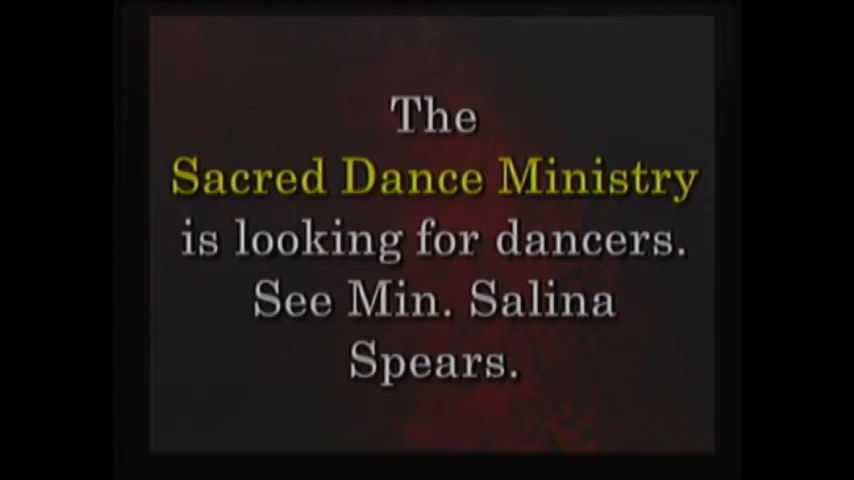 The
Sacred Dance Ministry
is looking for dancers.
See Min. Salina
Spears.